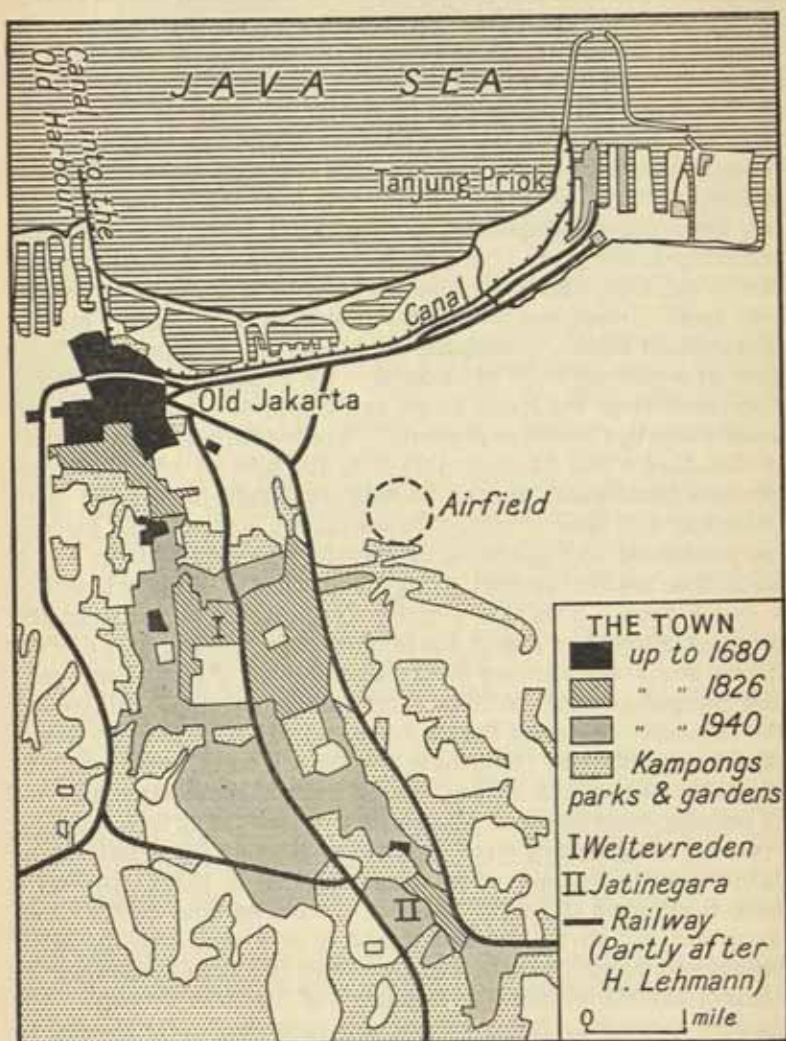 Canal into the
Old Harbour
JAVA SEA
Tanjung Priok
Canal
Old Jakarta
Airfield
I
II
THE TOWN
up to 1680
" " 1826
" " 1940
Kampongs
parks & gardens
I Weltevreden
II Jatinegara
Railway
(Partly after
H. Lehmann)
0 1 mile